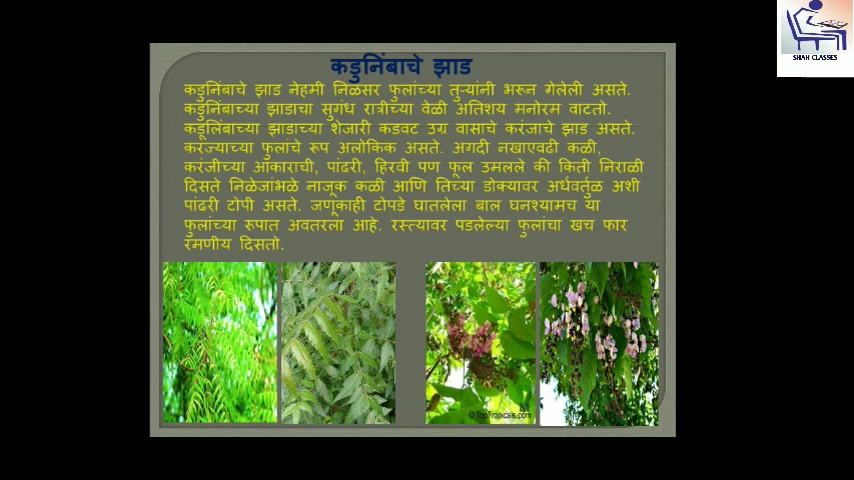 SHAH CLASSES
कडुनिंबाचे झाड
कडुनिंबाचे झाड नेहमी निळसर फुलांच्या तुऱ्यांनी भरून गेलेली असते.
कडुनिंबाच्या झाडाचा सुगंध रात्रीच्या वेळी अतिशय मनोरम वाटतो.
कडूलिंबाच्या झाडाच्या शेजारी कडवट उग्र वासाचे करंजाचे झाड असते.
करंज्याच्या फुलांचे रूप अलोकिक असते. अगदी नखाएवढी कळी,
करंजीच्या आकाराची, पांढरी, हिरवी पण फूल उमलले की किती निराळी
दिसते निळेजांभळे नाजूक कळी आणि तिच्या डोक्यावर अर्धवर्तुळ अशी
पांढरी टोपी असते. जणूकाही टोपडे घातलेला बाल घनश्यामच या
फुलांच्या रूपात अवतरला आहे. रस्त्यावर पडलेल्या फुलांचा खच फार
रमणीय दिसतो.
© TopTropicals.com